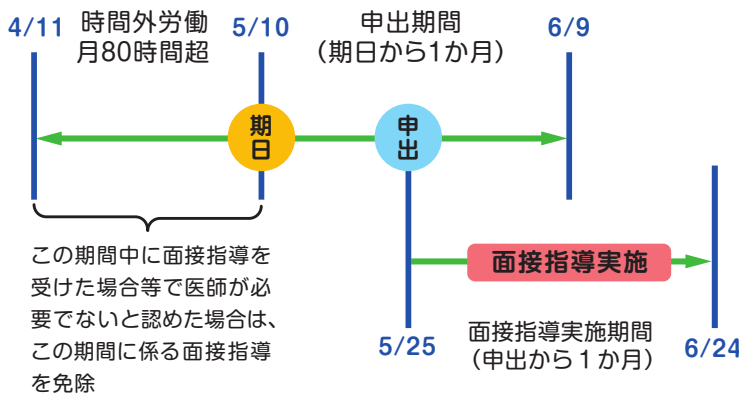 4/11
時間外労働
月80時間超
5/10
申出期間
（期日から1か月）
6/9
期日
申出
この期間中に面接指導を
受けた場合等で医師が必
要でないと認めた場合は、
この期間に係る面接指導
を免除
面接指導実施
5/25
面接指導実施期間
（申出から１か月）
6/24